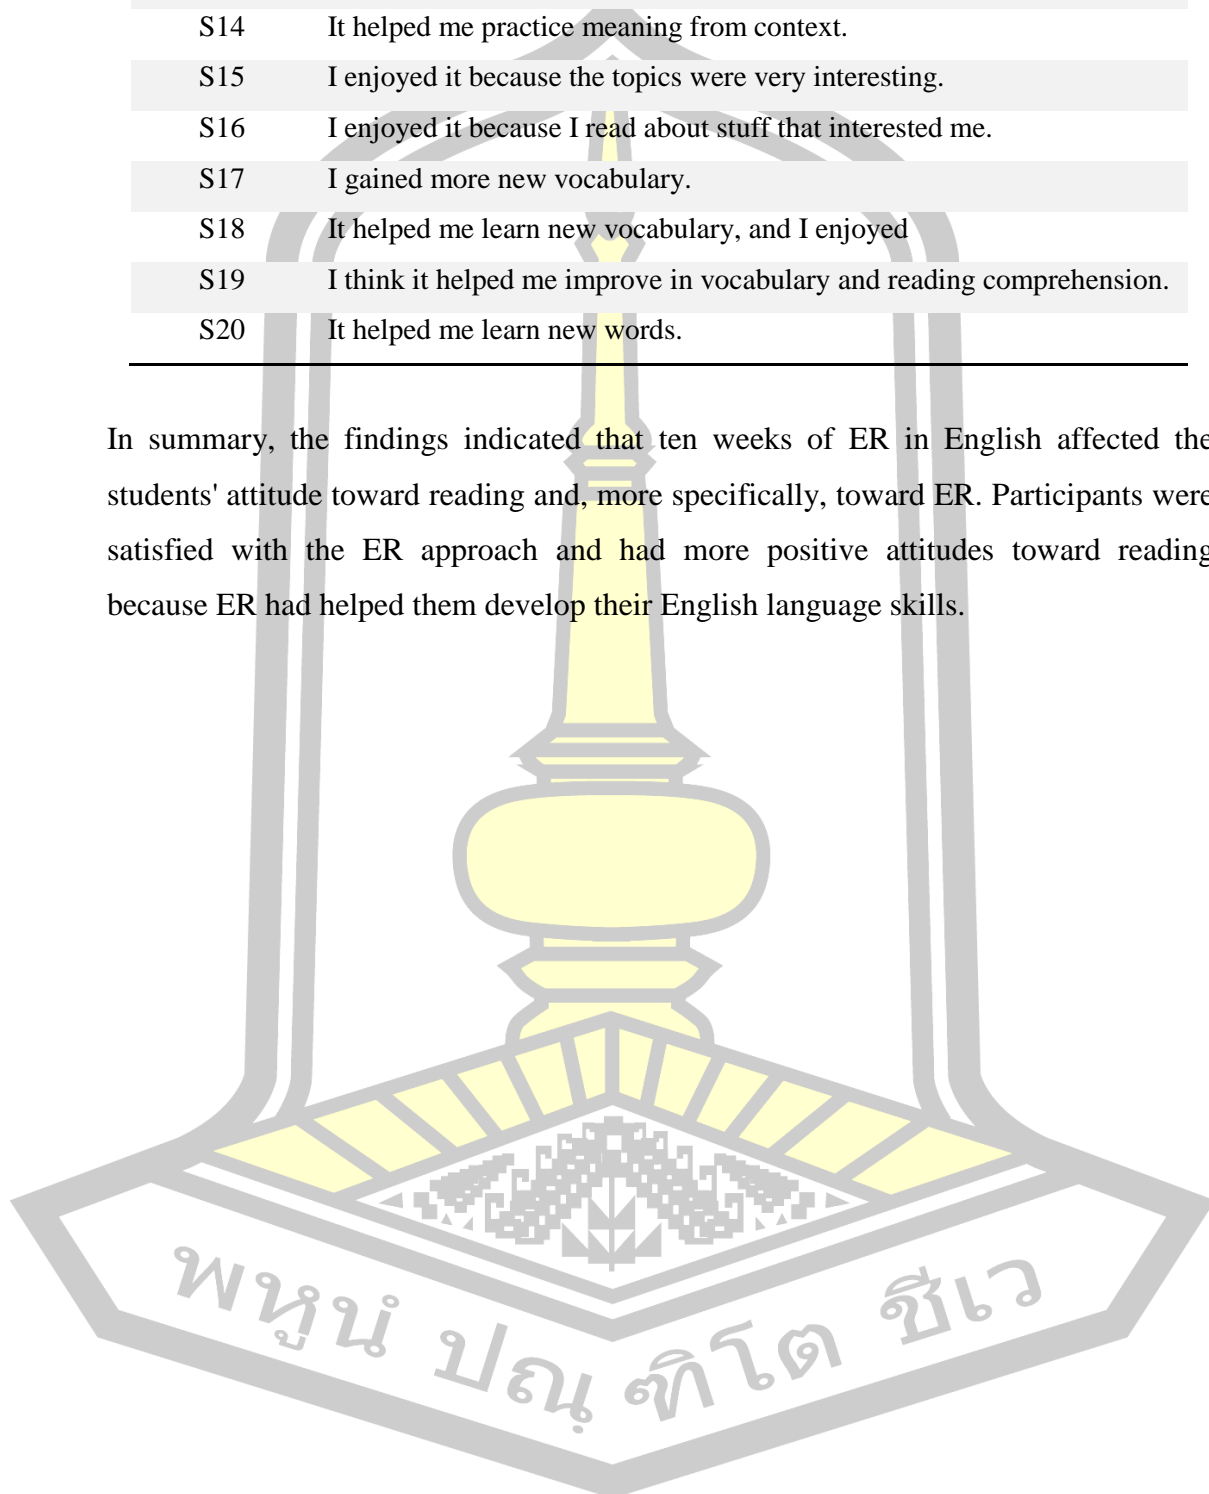 S14 It helped me practice meaning from context.
S15 I enjoyed it because the topics were very interesting.
S16 I enjoyed it because I read about stuff that interested me.
S17 I gained more new vocabulary.
S18 It helped me learn new vocabulary, and I enjoyed
S19 I think it helped me improve in vocabulary and reading comprehension.
S20 It helped me learn new words.
In summary, the findings indicated that ten weeks of ER in English affected the
students' attitude toward reading and, more specifically, toward ER. Participants were
satisfied with the ER approach and had more positive attitudes toward reading
because ER had helped them develop their English language skills.
พหูนํ ปณฺฑิโต ชีเว